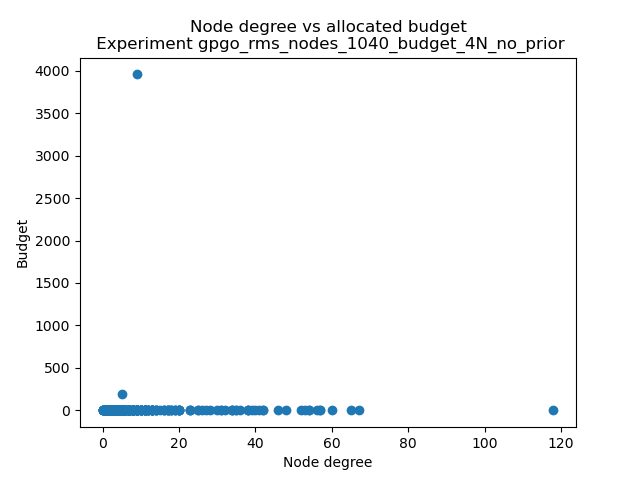 Node degree vs allocated budget
Experiment gpgo_rms_nodes_1040_budget_4N_no_prior
4000
3500
3000
2500
2000
1500
1000
500
0
Budget
0 20 40 60 80 100 120
Node degree